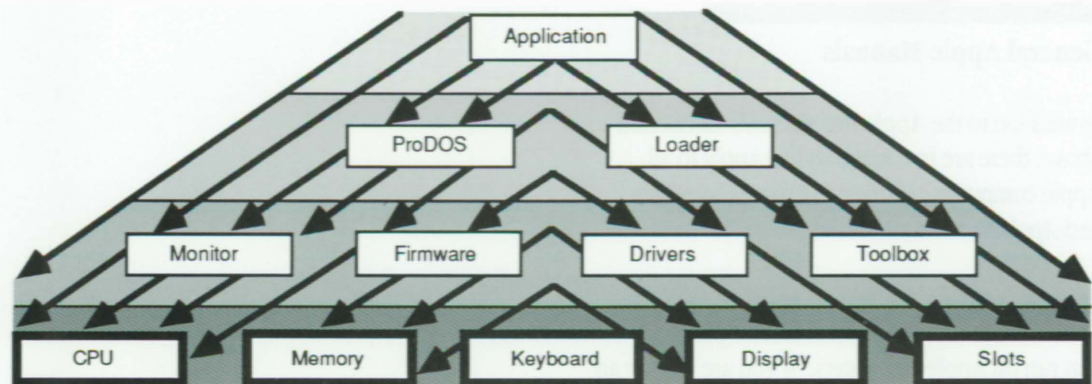 Application
ProDOS Loader
Monitor Firmware Drivers Toolbox
CPU Memory Keyboard Display Slots